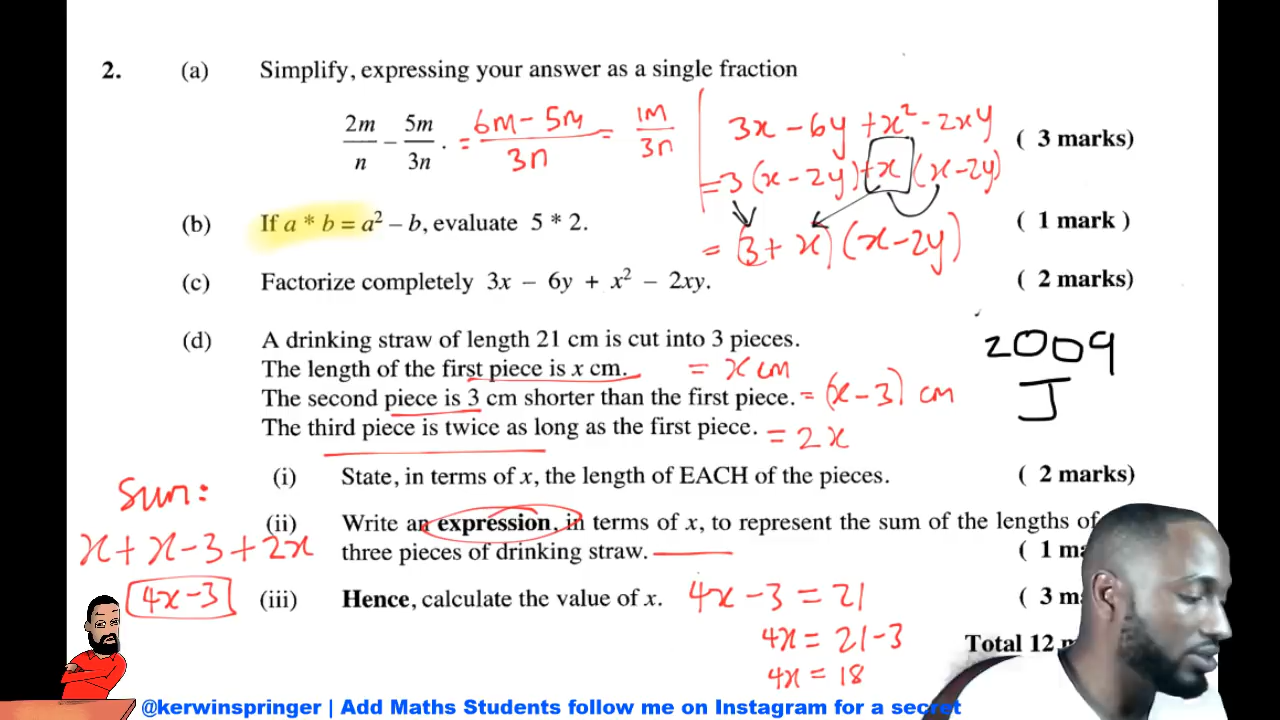 2. (a) Simplify, expressing your answer as a single fraction
2m/n − 5m/3n . = 6m − 5m / 3n = 1m/3n
( 3 marks)
3x − 6y + x² − 2xy
= 3 (x − 2y) + x (x − 2y)
= (3 + x) (x − 2y)
(b) If a * b = a² – b, evaluate 5 * 2. ( 1 mark )
(c) Factorize completely 3x − 6y + x² − 2xy. ( 2 marks)
(d) A drinking straw of length 21 cm is cut into 3 pieces.
The length of the first piece is x cm. = x cm
The second piece is 3 cm shorter than the first piece. = (x − 3) cm
The third piece is twice as long as the first piece. = 2x
2009
J
(i) State, in terms of x, the length of EACH of the pieces. ( 2 marks)
(ii) Write an expression, in terms of x, to represent the sum of the lengths of
three pieces of drinking straw. ( 1
Sum:
x + x − 3 + 2x
4x − 3
(iii) Hence, calculate the value of x. ( 3
4x − 3 = 21
4x = 21 − 3
4x = 18
Total 12
@kerwinspringer | Add Maths Students follow me on Instagram for a secret